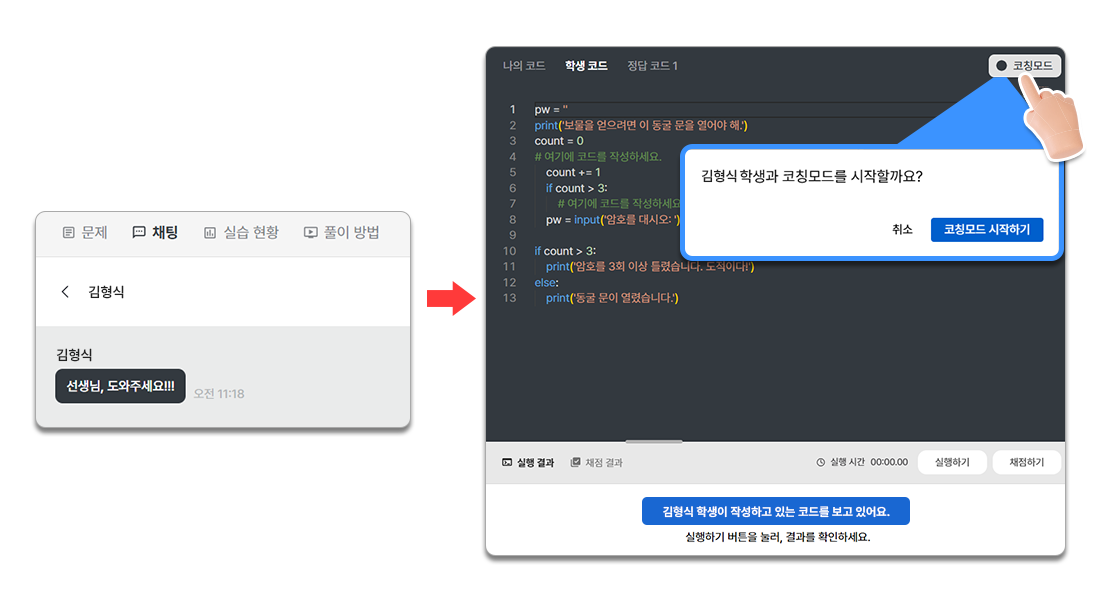 문제 채팅 실습 현황 풀이 방법
김형식
김형식
선생님, 도와주세요!!!
오전 11:18
나의 코드 학생 코드 정답 코드 1
코칭모드
1 pw = ''
2 print('보물을 얻으려면 이 동굴 문을 열어야 해.')
3 count = 0
4 # 여기에 코드를 작성하세요.
5 count += 1
6 if count > 3:
7 # 여기에 코드를 작성하세요
8 pw = input('암호를 대시오: ')
9
10 if count > 3:
11 print('암호를 3회 이상 틀렸습니다. 도적이다!')
12 else:
13 print('동굴 문이 열렸습니다.')
김형식 학생과 코칭모드를 시작할까요?
취소 코칭모드 시작하기
실행 결과 채점 결과 실행 시간 00:00.00 실행하기 채점하기
김형식 학생이 작성하고 있는 코드를 보고 있어요.
실행하기 버튼을 눌러, 결과를 확인하세요.